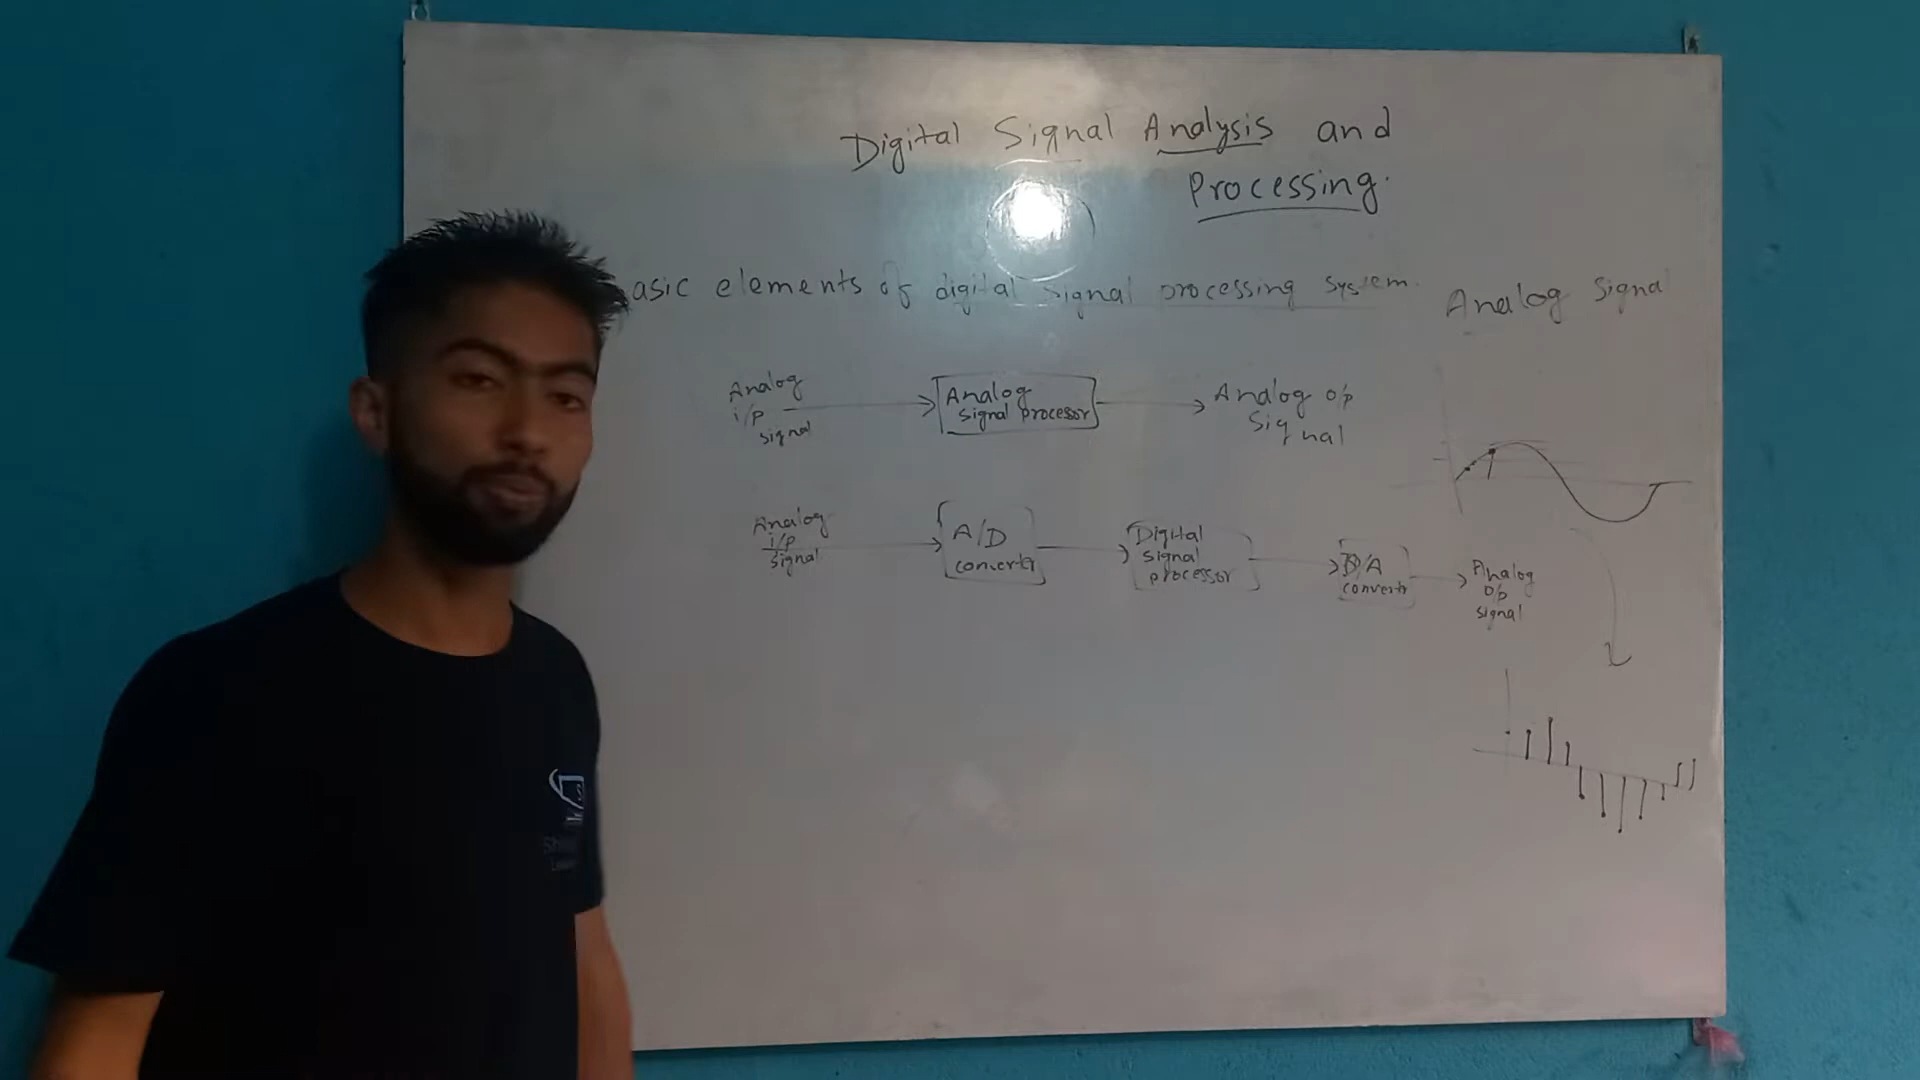 Digital Signal Analysis and
Processing.
asic elements of digital signal processing system.
Analog Signal
Analog
i/p
signal
Analog
signal processor
Analog o/p
Signal
Analog
i/p
signal
A/D
converter
Digital
signal
processor
D/A
converter
Analog
o/p
signal